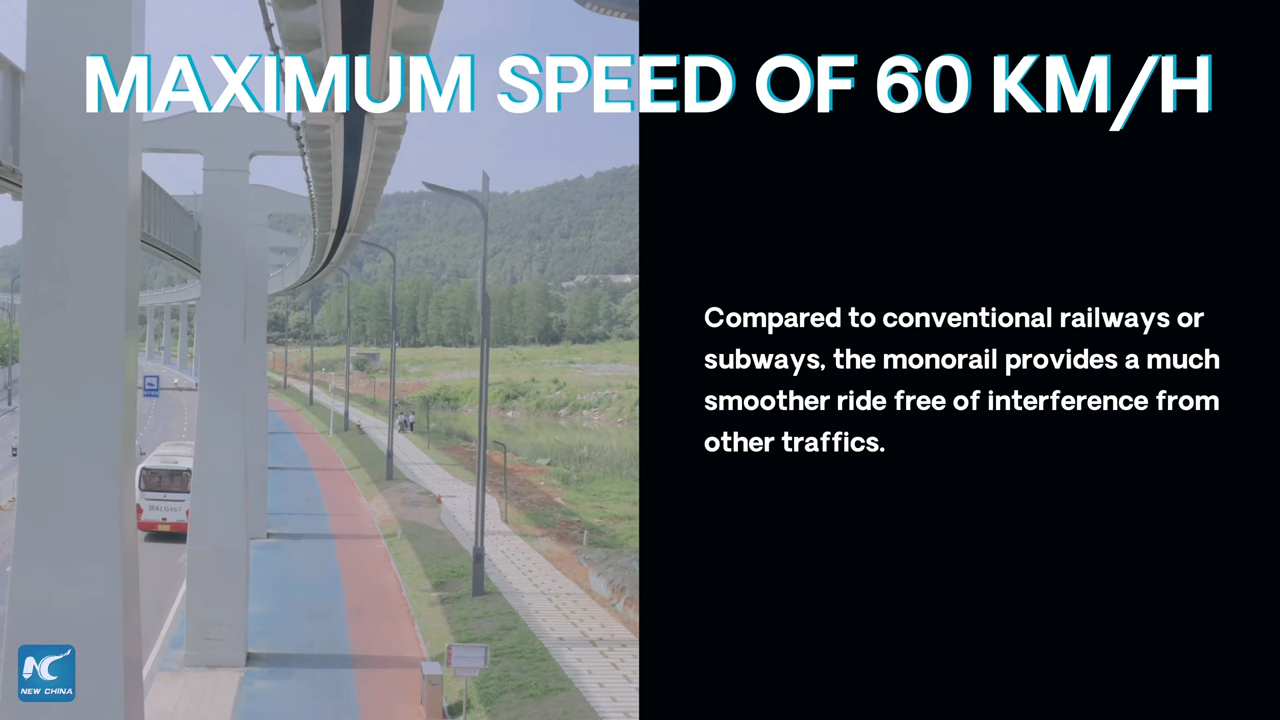 MAXIMUM SPEED OF 60 KM/H
Compared to conventional railways or
subways, the monorail provides a much
smoother ride free of interference from
other traffics.
NEW CHINA